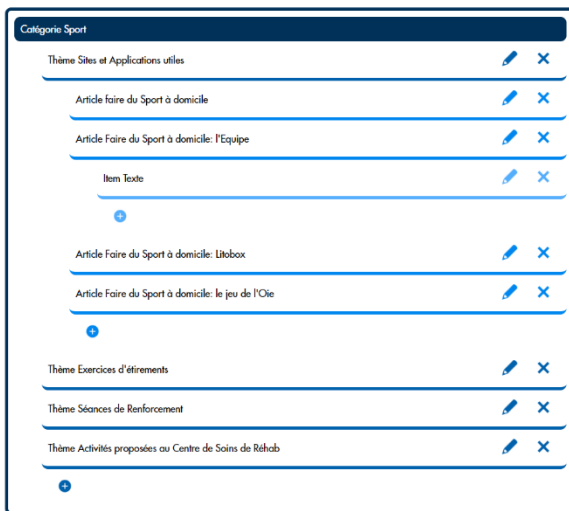 Catégorie Sport
Thème Sites et Applications utiles
Article faire du Sport à domicile
Article Faire du Sport à domicile: l'Equipe
Item Texte
Article Faire du Sport à domicile: Litobox
Article Faire du Sport à domicile: le jeu de l'Oie
Thème Exercices d'étirements
Thème Séances de Renforcement
Thème Activités proposées au Centre de Soins de Réhab